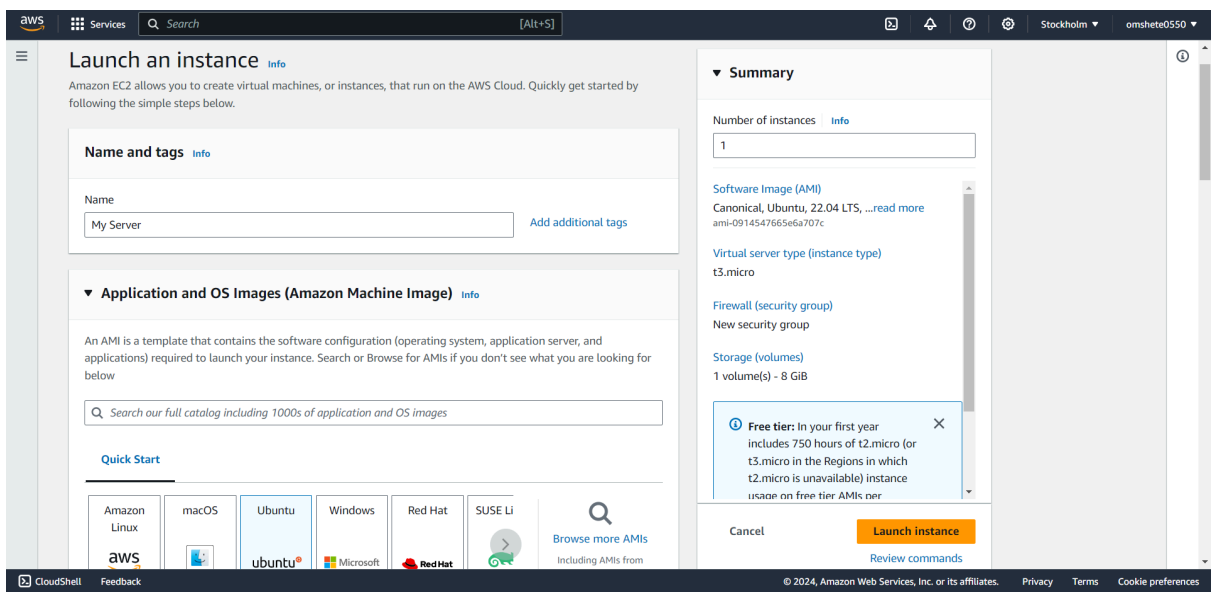 aws
Services
Search
[Alt+S]
Stockholm ▼
omshete0550 ▼
Launch an instance Info
Amazon EC2 allows you to create virtual machines, or instances, that run on the AWS Cloud. Quickly get started by
following the simple steps below.
Name and tags Info
Name
My Server
Add additional tags
▼ Application and OS Images (Amazon Machine Image) Info
An AMI is a template that contains the software configuration (operating system, application server, and
applications) required to launch your instance. Search or Browse for AMIs if you don't see what you are looking for
below
Search our full catalog including 1000s of application and OS images
Quick Start
Amazon
Linux
aws
macOS
Ubuntu
ubuntu®
Windows
Microsoft
Red Hat
Red Hat
SUSE Li
Browse more AMIs
Including AMIs from
▼ Summary
Number of instances Info
1
Software Image (AMI)
Canonical, Ubuntu, 22.04 LTS, ...read more
ami-0914547665e6a707c
Virtual server type (instance type)
t3.micro
Firewall (security group)
New security group
Storage (volumes)
1 volume(s) - 8 GiB
Free tier: In your first year
includes 750 hours of t2.micro (or
t3.micro in the Regions in which
t2.micro is unavailable) instance
usage on free tier AMIs per
Cancel
Launch instance
Review commands
CloudShell
Feedback
© 2024, Amazon Web Services, Inc. or its affiliates.
Privacy
Terms
Cookie preferences